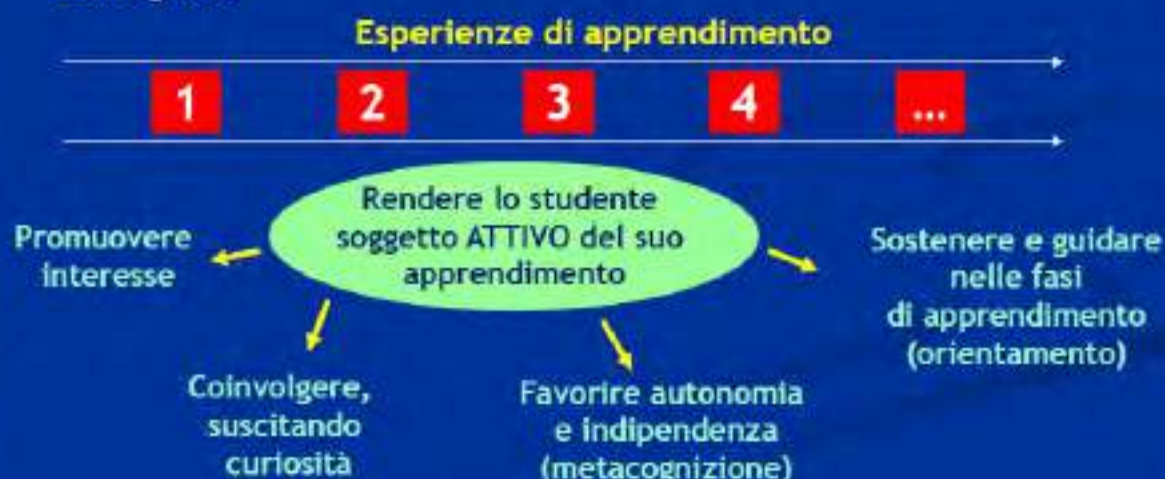 Esperienze di apprendimento
1 2 3 4 ...
Rendere lo studente
soggetto ATTIVO del suo
apprendimento
Promuovere
interesse
Sostenere e guidare
nelle fasi
di apprendimento
(orientamento)
Coinvolgere,
suscitando
curiosità
Favorire autonomia
e indipendenza
(metacognizione)